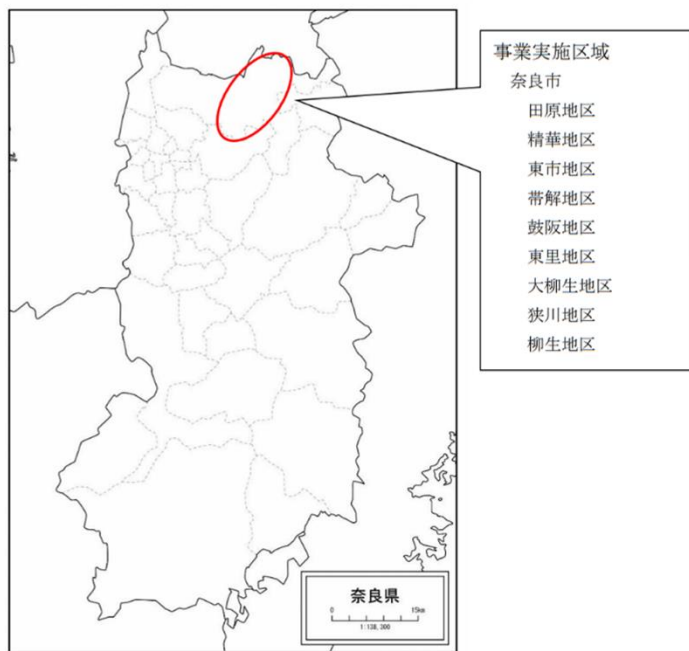 事業実施区域
奈良市
田原地区
精華地区
東市地区
帯解地区
鼓阪地区
東里地区
大柳生地区
狭川地区
柳生地区
奈良県
0 15km